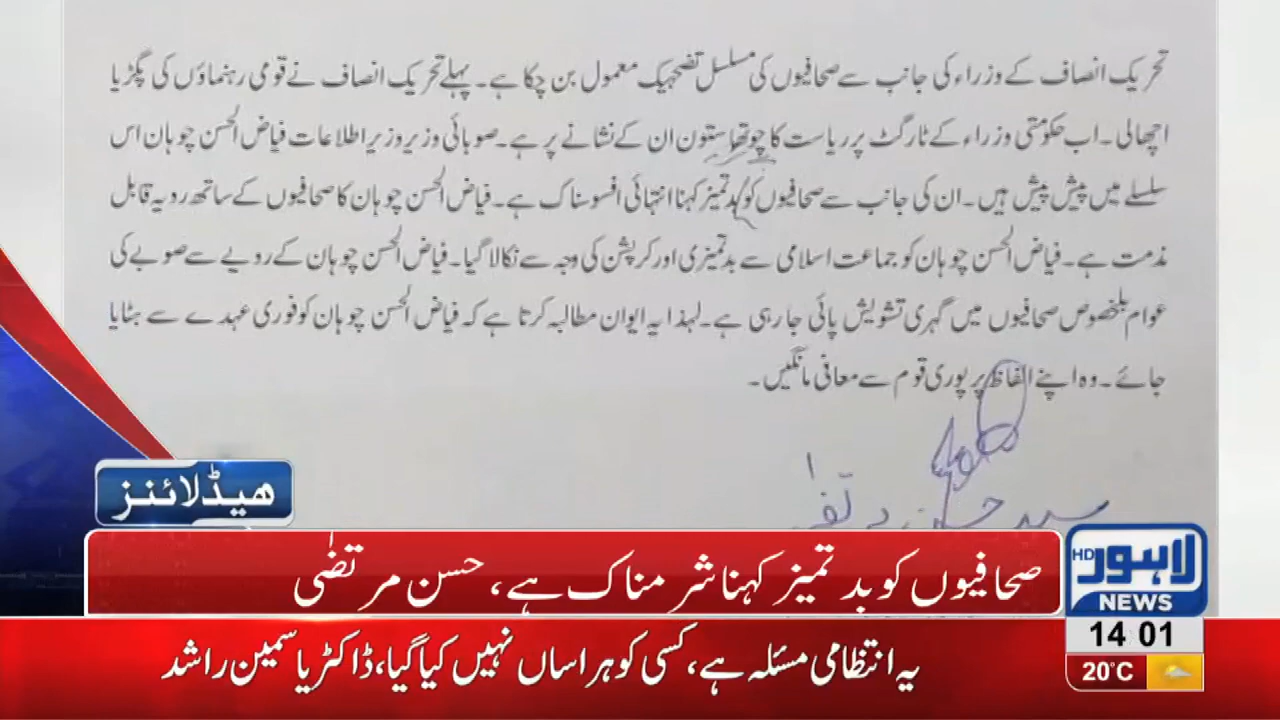 تحریک انصاف کے وزراء کی جانب سے صحافیوں کی مسلسل تضحیک معمول بن چکا ہے۔ پہلے تحریک انصاف نے قومی رہنماؤں کی پگڑیا
اچھالی۔ اب حکومتی وزراء کے ٹارگٹ پر ریاست کا چوتھا ستون ان کے نشانے پر ہے۔ صوبائی وزیر وزیر اطلاعات فیاض الحسن چوہان اس
سلسلے میں پیش پیش ہیں۔ ان کی جانب سے صحافیوں کو بدتمیز کہنا انتہائی افسوسناک ہے۔ فیاض الحسن چوہان کا صحافیوں کے ساتھ رویہ قابل
مذمت ہے۔ فیاض الحسن چوہان کو جماعت اسلامی سے بدتمیزی اور کرپشن کی وجہ سے نکالا گیا۔ فیاض الحسن چوہان کے رویے سے صوبے کی
عوام بلخصوص صحافیوں میں گہری تشویش پائی جا رہی ہے۔ لہذا یہ ایوان مطالبہ کرتا ہے کہ فیاض الحسن چوہان کو فوری عہدے سے ہٹایا
جائے۔ وہ اپنے الفاظ پر پوری قوم سے معافی مانگیں۔
سید حسن مرتضیٰ
ھیڈلائنز
صحافیوں کو بدتمیز کہنا شرمناک ہے، حسن مرتضیٰ
HD لاہور
NEWS
14 01
20°C
یہ انتظامی مسئلہ ہے، کسی کو ہراساں نہیں کیا گیا، ڈاکٹر یاسمین راشد